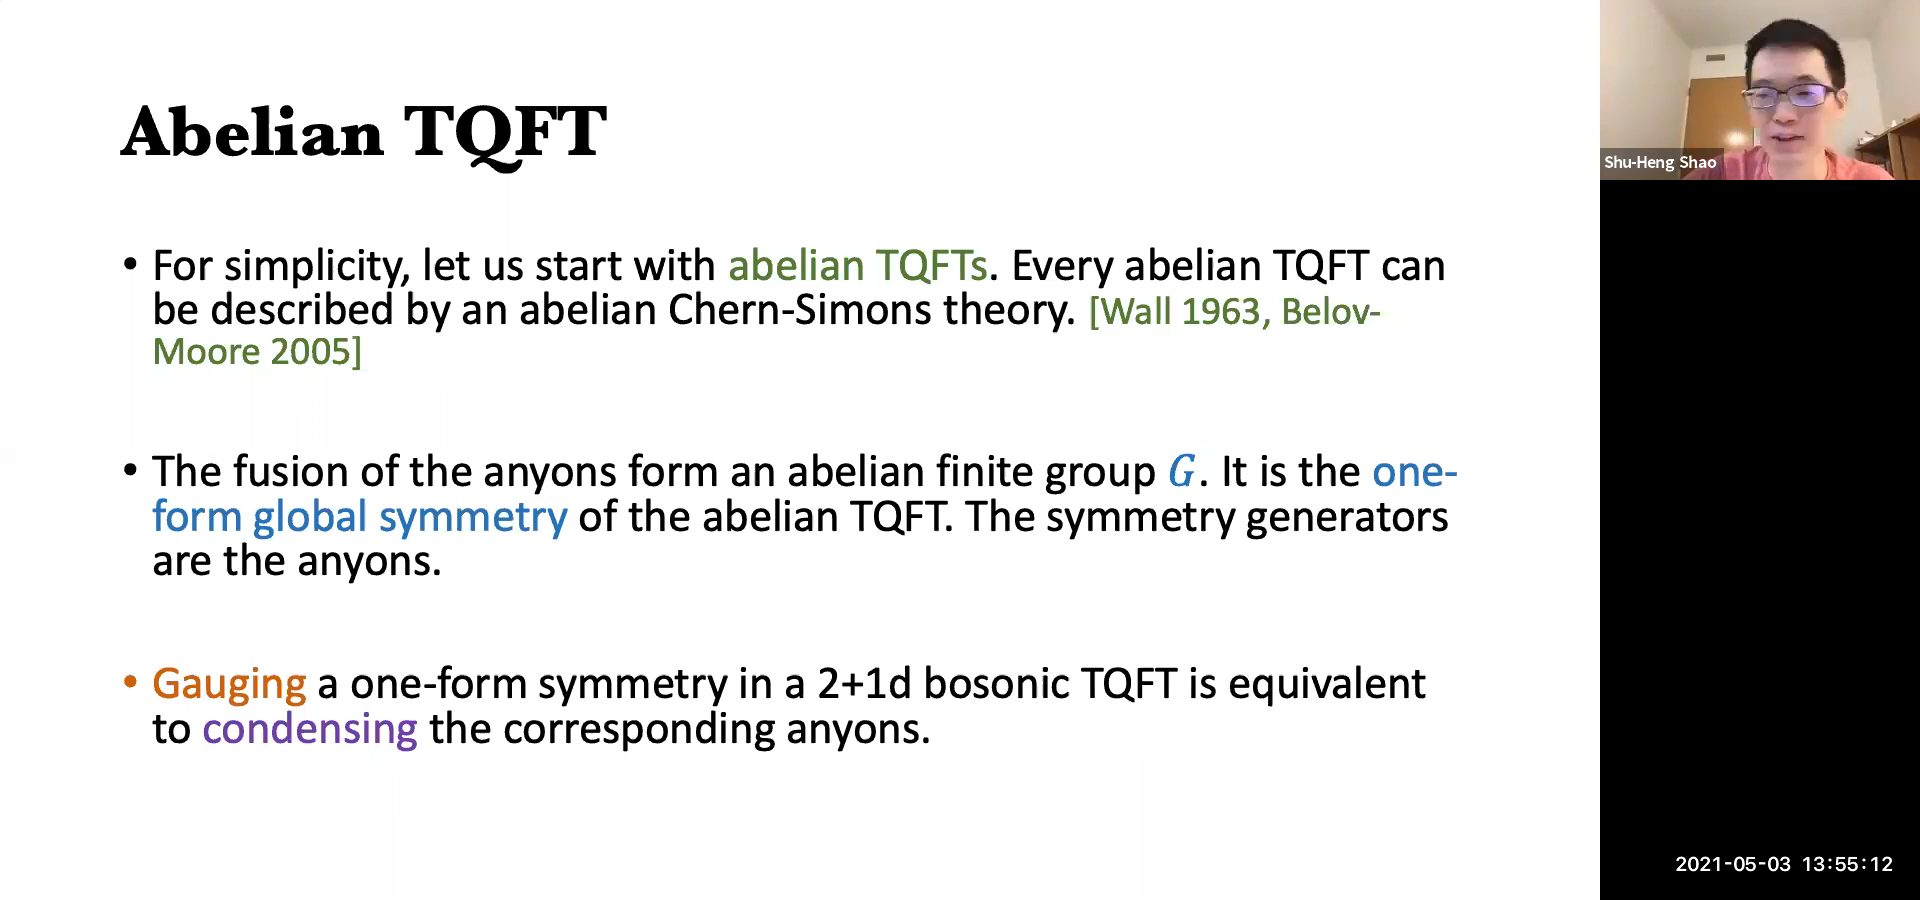 Abelian TQFT
• For simplicity, let us start with abelian TQFTs. Every abelian TQFT can
be described by an abelian Chern-Simons theory. [Wall 1963, Belov-
Moore 2005]
• The fusion of the anyons form an abelian finite group G. It is the one-
form global symmetry of the abelian TQFT. The symmetry generators
are the anyons.
• Gauging a one-form symmetry in a 2+1d bosonic TQFT is equivalent
to condensing the corresponding anyons.
Shu-Heng Shao
2021-05-03 13:55:12